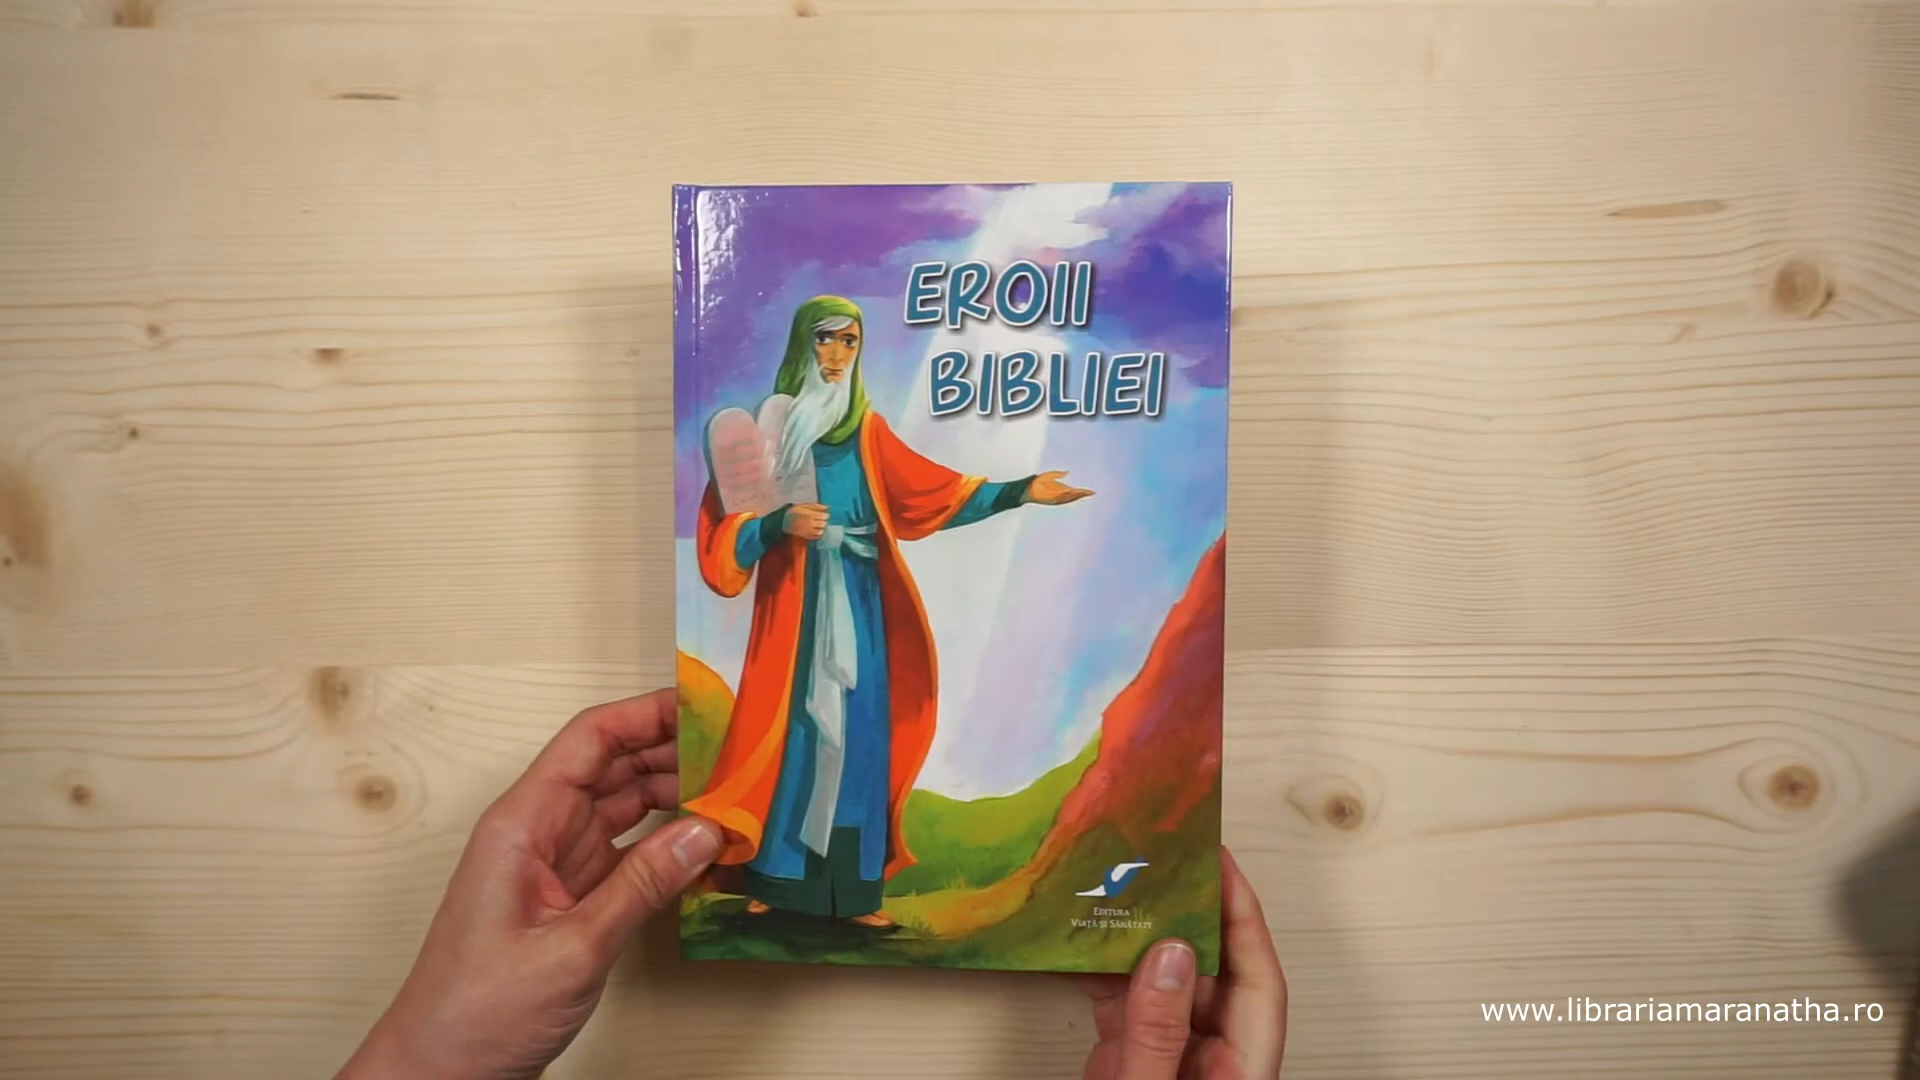 EROII
BIBLIEI
EDITURA
VIAȚĂ ȘI SĂNĂTATE
www.librariamaranatha.ro